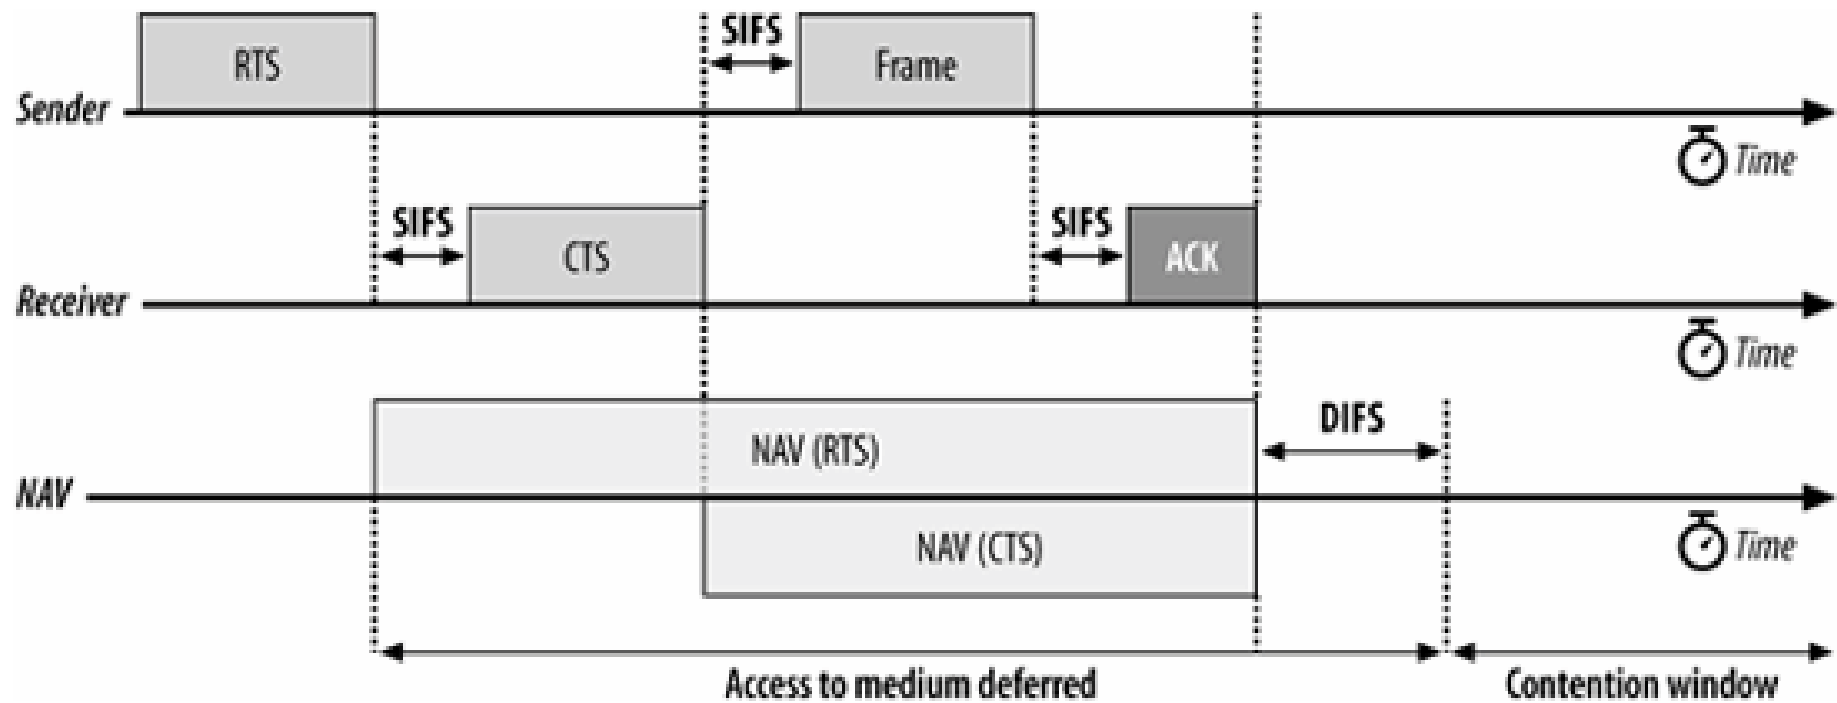 SIFS
RTS
Frame
Sender
Time
SIFS
SIFS
CTS
ACK
Receiver
Time
DIFS
NAV (RTS)
NAV
NAV (CTS)
Time
Access to medium deferred
Contention window